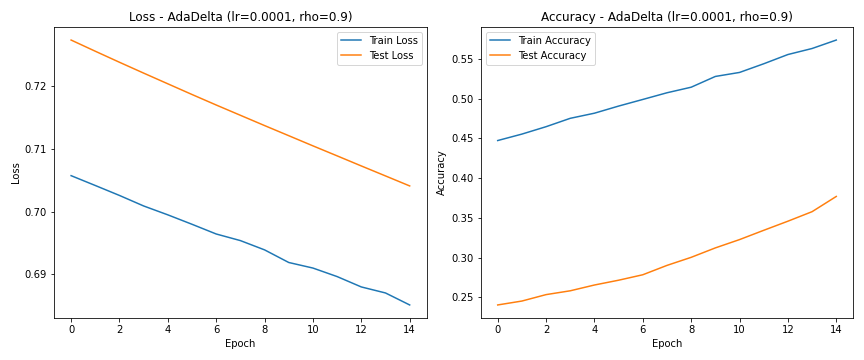 Loss - AdaDelta (lr=0.0001, rho=0.9)
Train Loss
Test Loss
0.72
0.71
0.70
0.69
Loss
0 2 4 6 8 10 12 14
Epoch
Accuracy - AdaDelta (lr=0.0001, rho=0.9)
Train Accuracy
Test Accuracy
0.55
0.50
0.45
0.40
0.35
0.30
0.25
Accuracy
0 2 4 6 8 10 12 14
Epoch